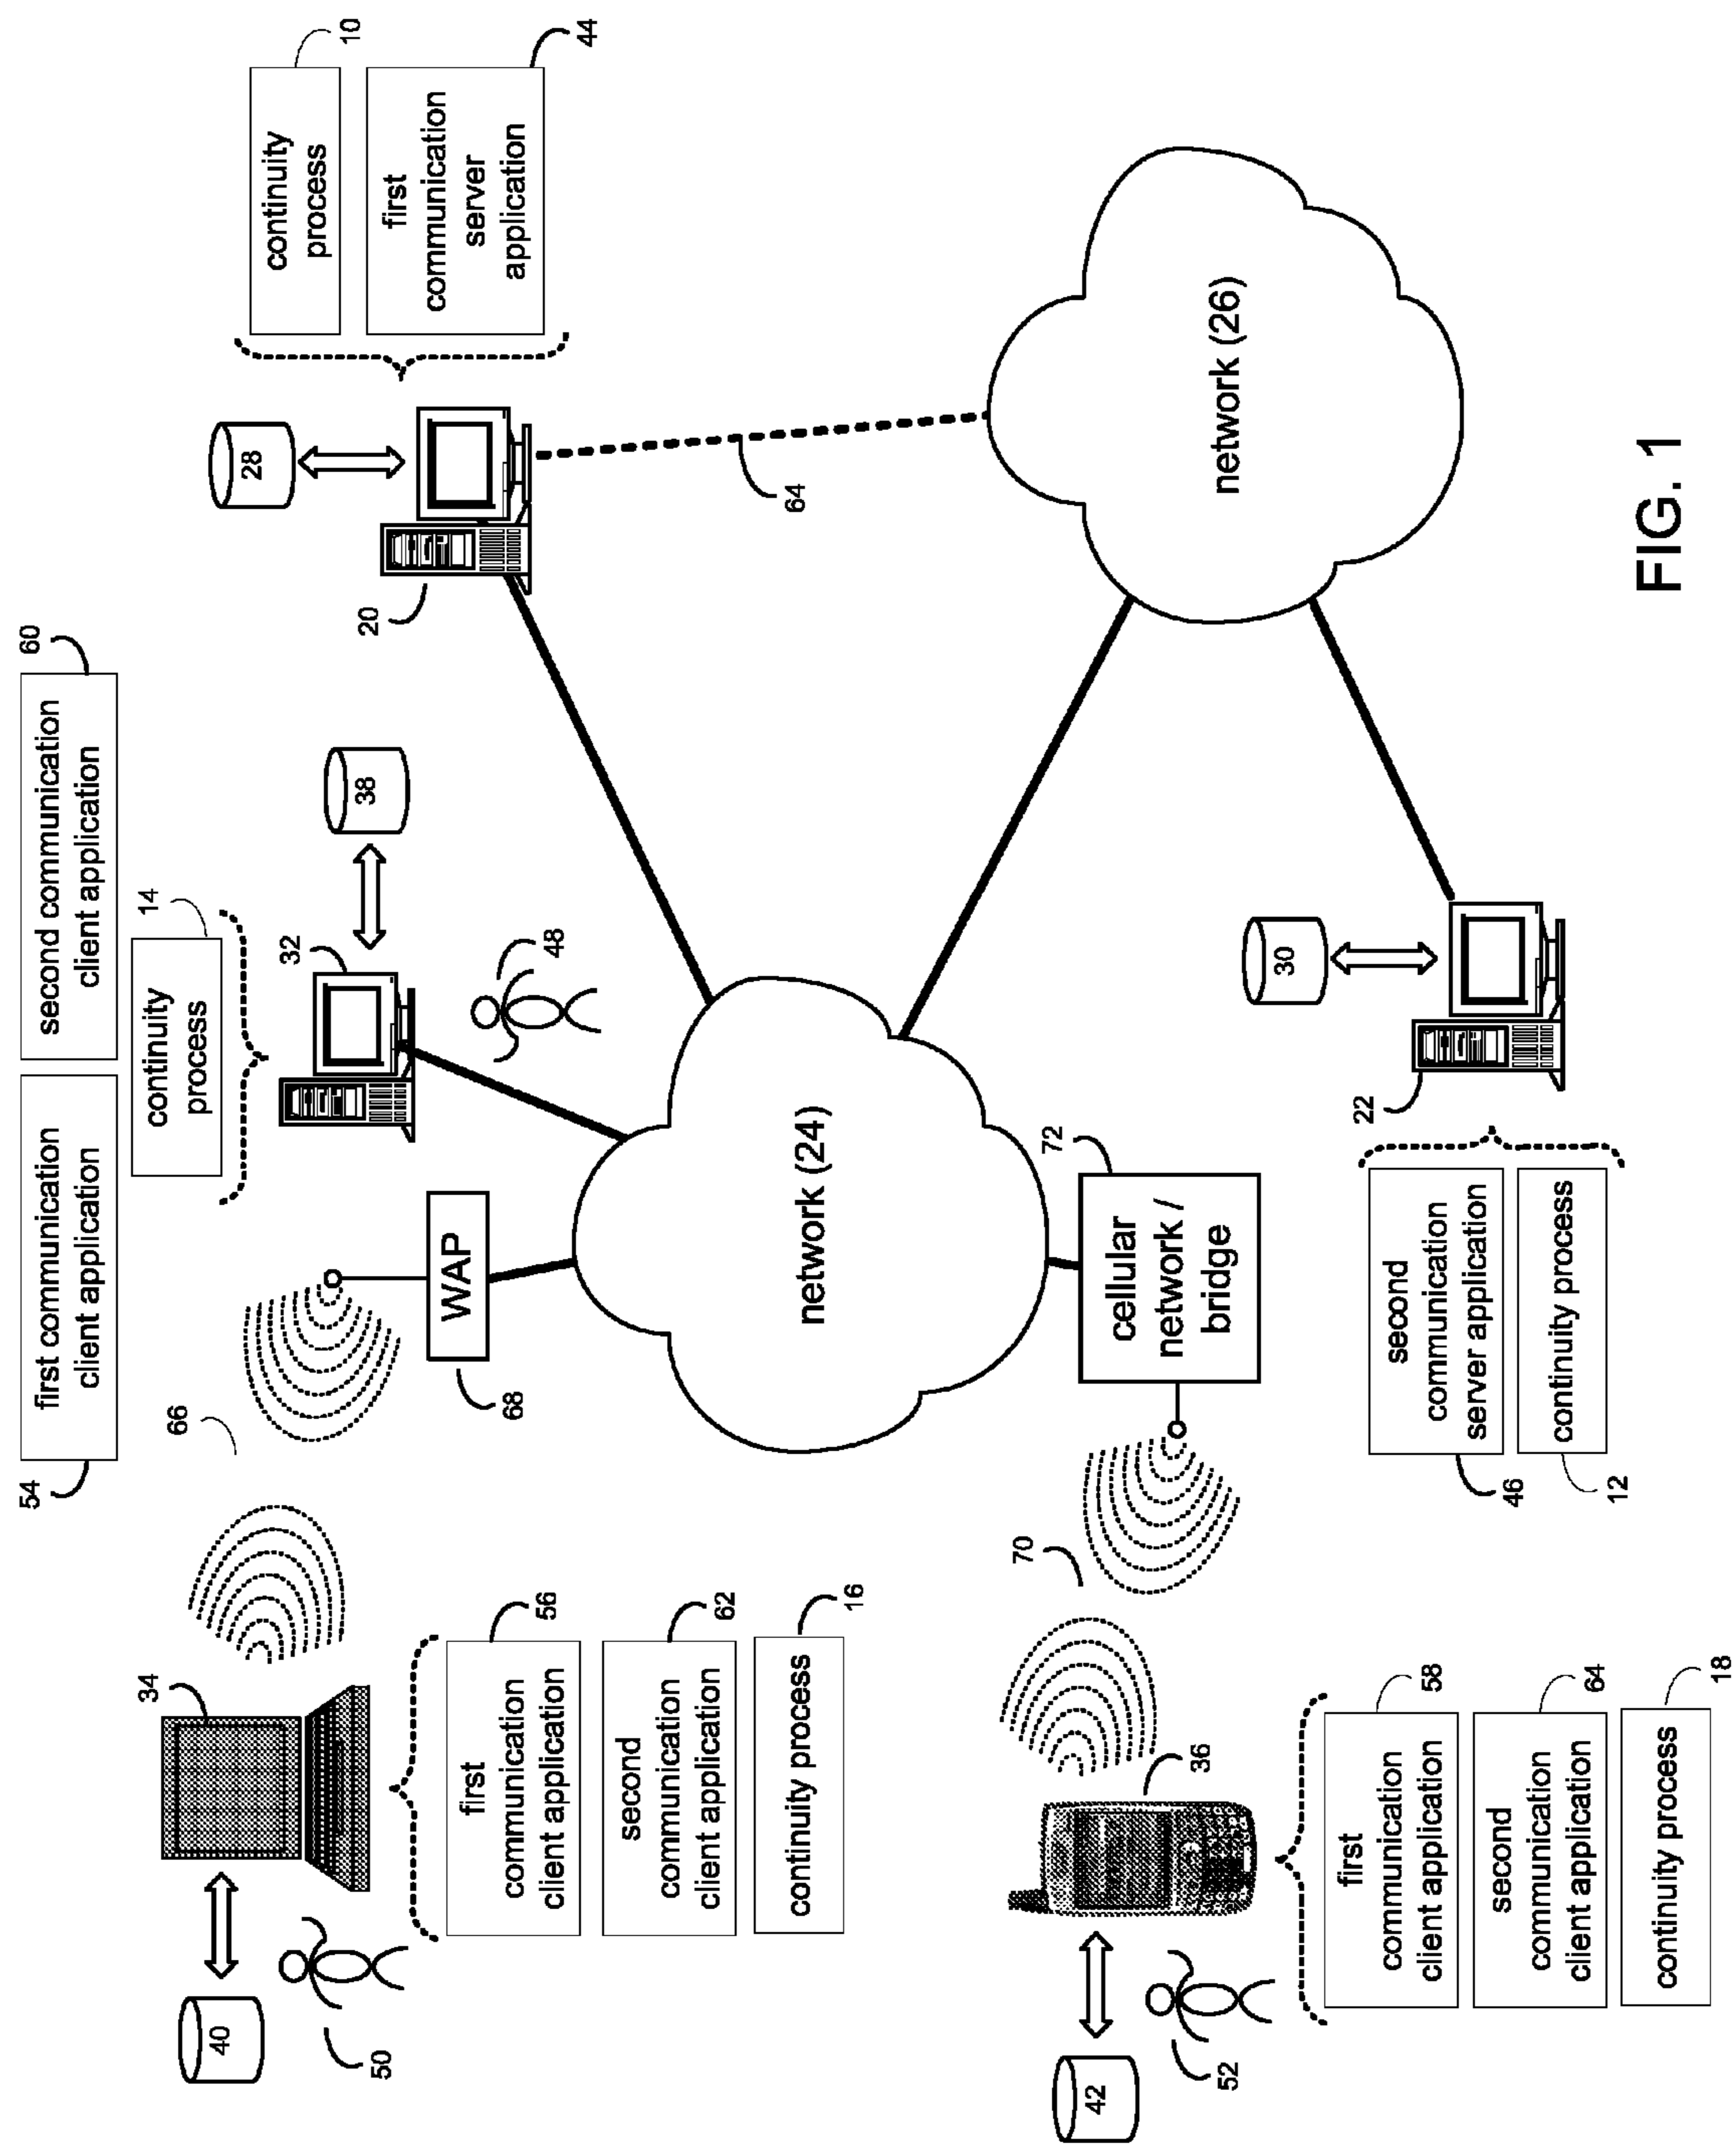 54
first communication
client application
second communication
client application
60
continuity
process
14
66
32
38
48
28
20
continuity
process
10
first
communication
server
application
44
34
40
50
WAP
68
64
first
communication
client application
56
second
communication
client application
62
continuity process
16
network (24)
network (26)
70
cellular
network /
bridge
72
30
22
36
42
52
first
communication
client application
58
second
communication
client application
64
continuity process
18
second
communication
server application
46
continuity process
12
FIG. 1